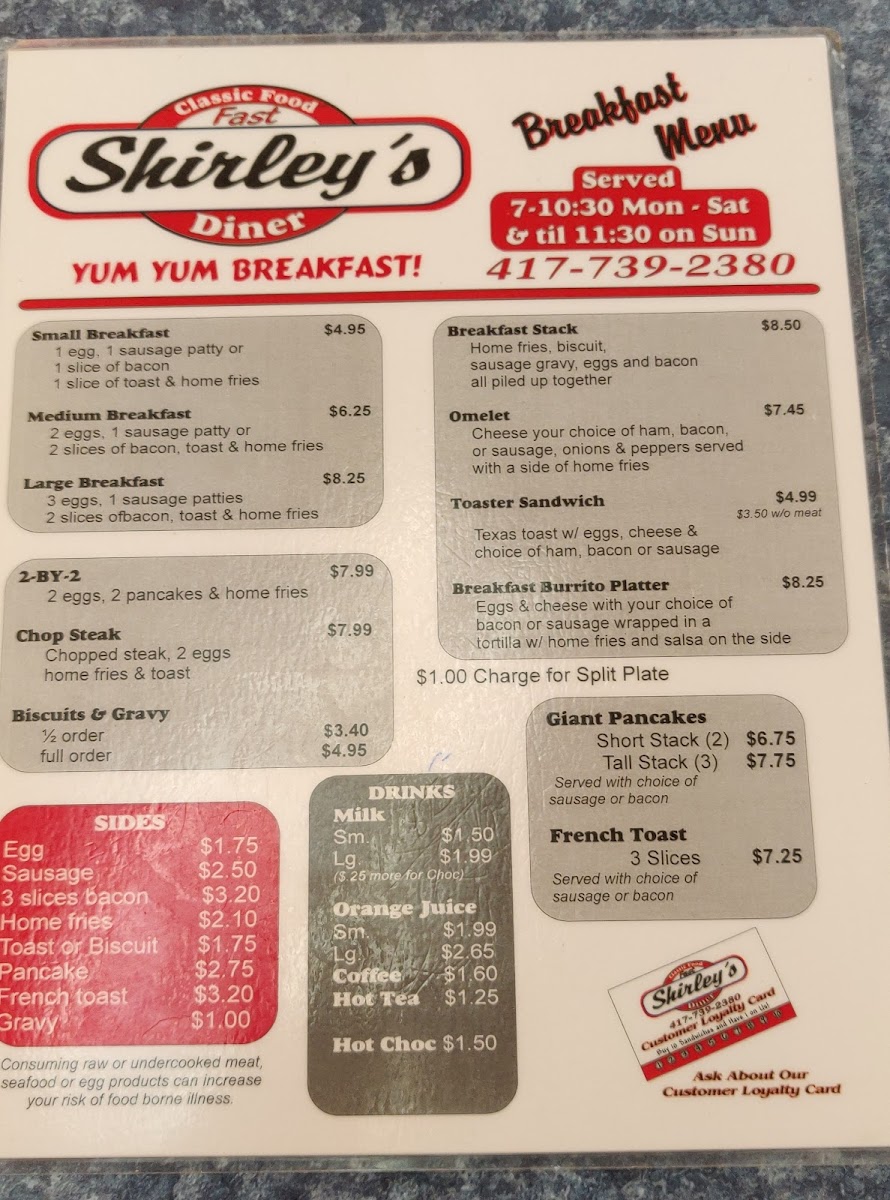 Classic Food
Fast
Shirley's
Diner
YUM YUM BREAKFAST!
Breakfast
Menu
Served
7-10:30 Mon - Sat
& til 11:30 on Sun
417-739-2380
Small Breakfast $4.95
1 egg, 1 sausage patty or
1 slice of bacon
1 slice of toast & home fries
Medium Breakfast $6.25
2 eggs, 1 sausage patty or
2 slices of bacon, toast & home fries
Large Breakfast $8.25
3 eggs, 1 sausage patties
2 slices ofbacon, toast & home fries
2-BY-2 $7.99
2 eggs, 2 pancakes & home fries
Chop Steak $7.99
Chopped steak, 2 eggs
home fries & toast
Biscuits & Gravy
½ order $3.40
full order $4.95
Breakfast Stack $8.50
Home fries, biscuit,
sausage gravy, eggs and bacon
all piled up together
Omelet $7.45
Cheese your choice of ham, bacon,
or sausage, onions & peppers served
with a side of home fries
Toaster Sandwich $4.99
$3.50 w/o meat
Texas toast w/ eggs, cheese &
choice of ham, bacon or sausage
Breakfast Burrito Platter $8.25
Eggs & cheese with your choice of
bacon or sausage wrapped in a
tortilla w/ home fries and salsa on the side
$1.00 Charge for Split Plate
Giant Pancakes
Short Stack (2) $6.75
Tall Stack (3) $7.75
Served with choice of
sausage or bacon
French Toast
3 Slices $7.25
Served with choice of
sausage or bacon
SIDES
Egg $1.75
Sausage $2.50
3 slices bacon $3.20
Home fries $2.10
Toast or Biscuit $1.75
Pancake $2.75
French toast $3.20
Gravy $1.00
Consuming raw or undercooked meat,
seafood or egg products can increase
your risk of food borne illness.
DRINKS
Milk
Sm. $1.50
Lg. $1.99
($.25 more for Choc)
Orange Juice
Sm. $1.99
Lg. $2.65
Coffee $1.60
Hot Tea $1.25
Hot Choc $1.50
Classic Food
Fast
Shirley's
Diner
417-739-2380
Customer Loyalty Card
Buy 10 Sandwiches and Have 1 on Us!
Ask About Our
Customer Loyalty Card